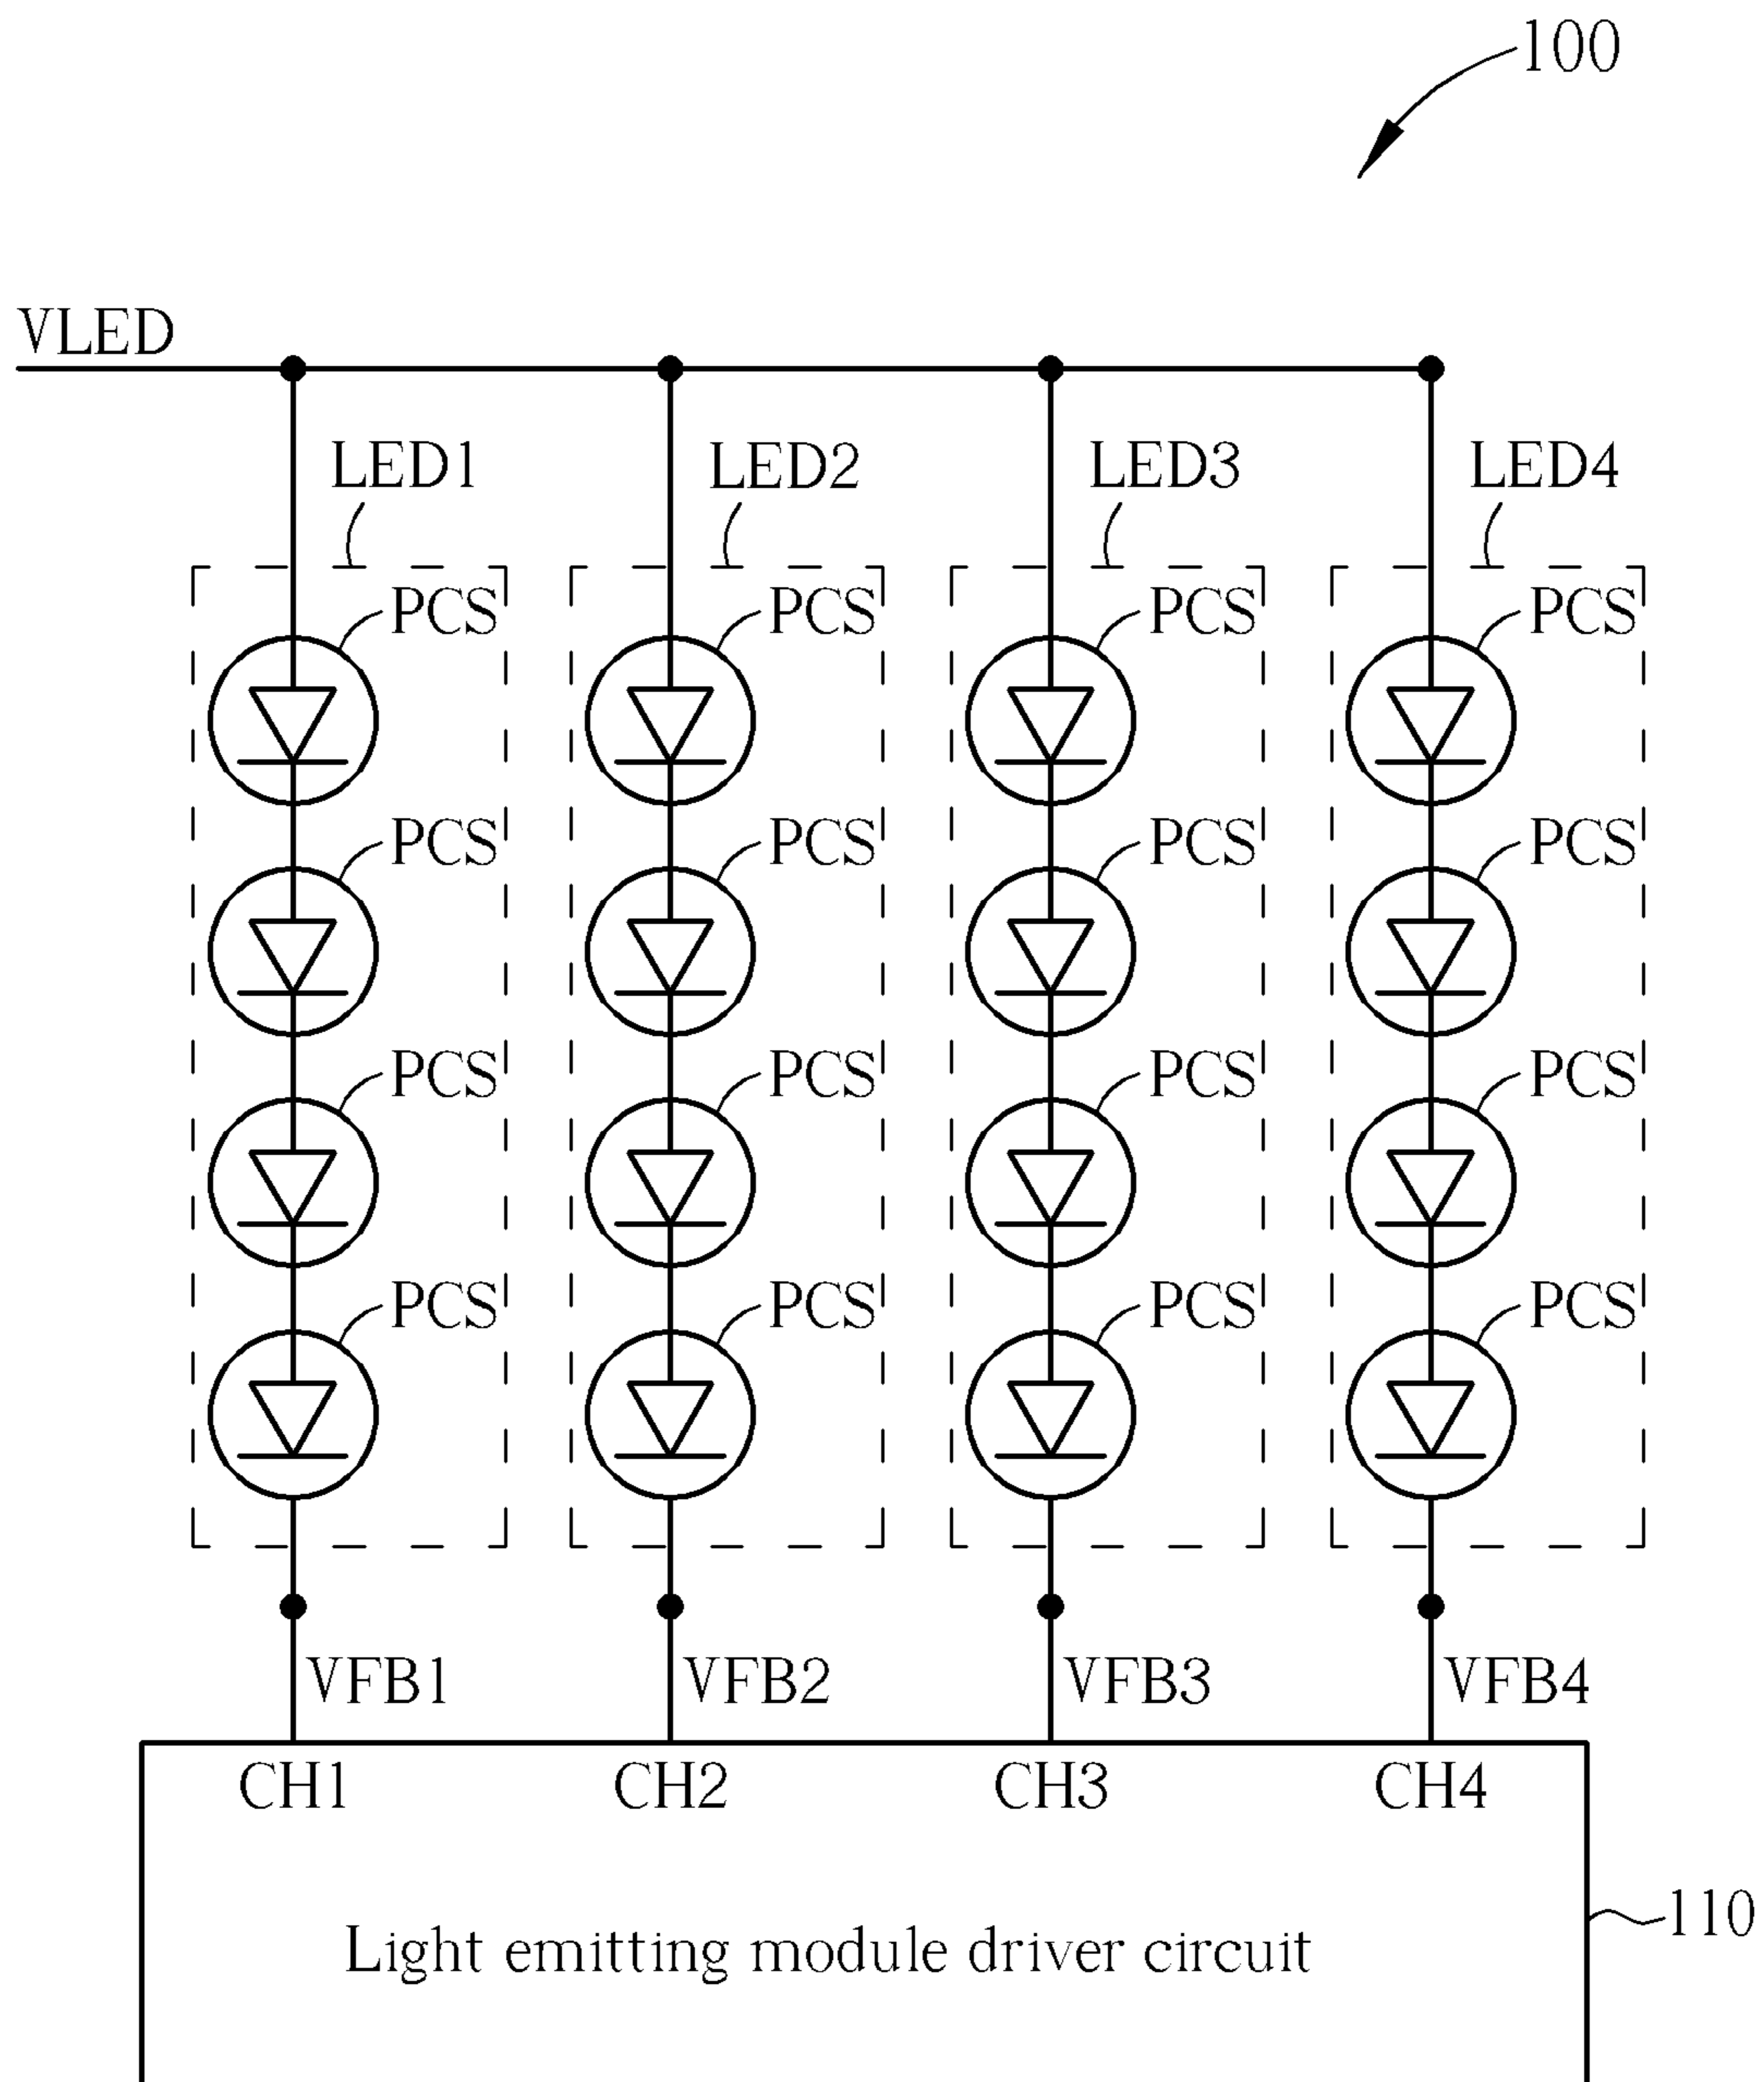 100
VLED
LED1 LED2 LED3 LED4
PCS PCS PCS PCS
PCS PCS PCS PCS
PCS PCS PCS PCS
PCS PCS PCS PCS
VFB1 VFB2 VFB3 VFB4
CH1 CH2 CH3 CH4
110
Light emitting module driver circuit